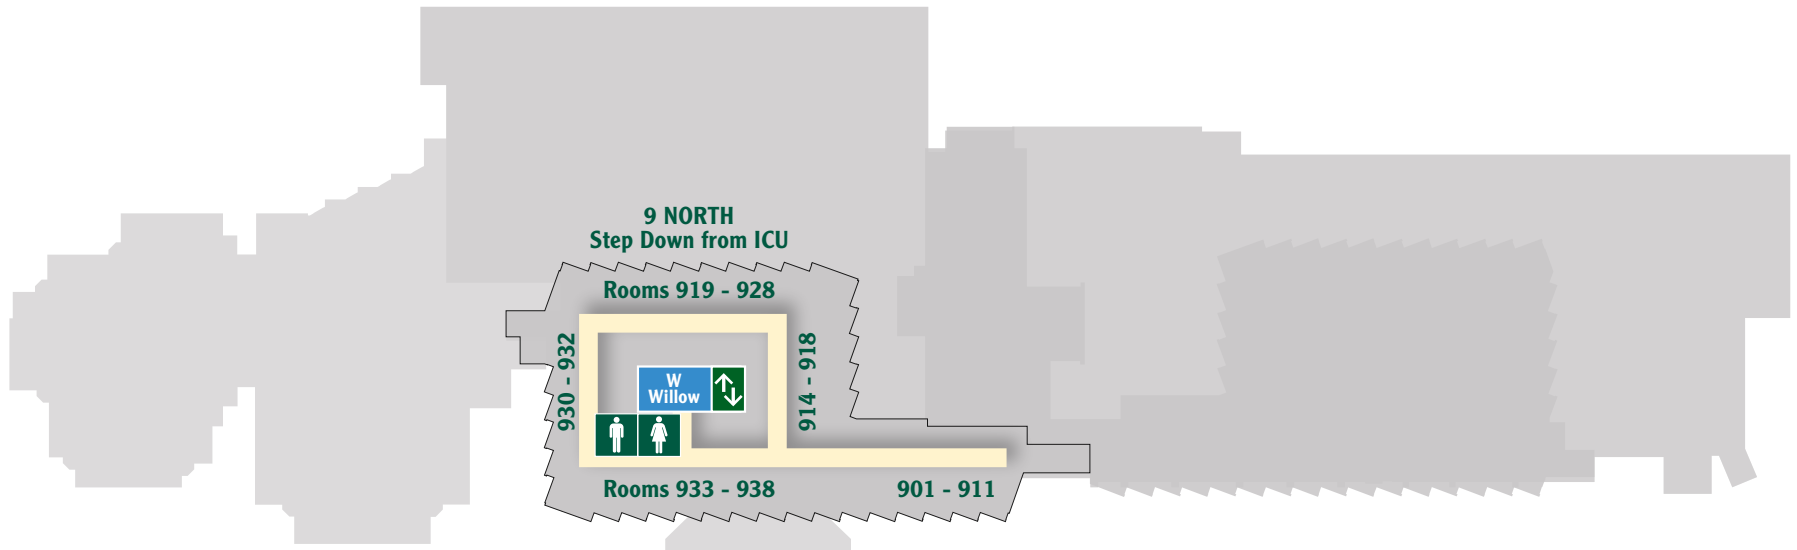 9 NORTH
Step Down from ICU
Rooms 919 - 928
930 - 932
914 - 918
W
Willow
Rooms 933 - 938
901 - 911